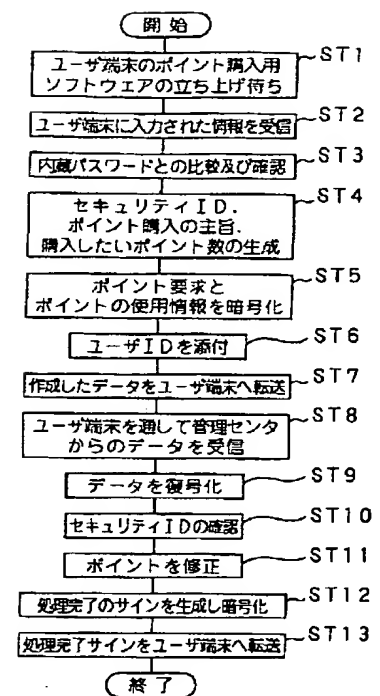 開始
ST1
ユーザ端末のポイント購入用
ソフトウェアの立ち上げ待ち
ST2
ユーザ端末に入力された情報を受信
ST3
内蔵パスワードとの比較及び確認
ST4
セキュリティID.
ポイント購入の主旨.
購入したいポイント数の生成
ST5
ポイント要求と
ポイントの使用情報を暗号化
ST6
ユーザIDを添付
ST7
作成したデータをユーザ端末へ転送
ST8
ユーザ端末を通して管理センタ
からのデータを受信
ST9
データを復号化
ST10
セキュリティIDの確認
ST11
ポイントを修正
ST12
処理完了のサインを生成し暗号化
ST13
処理完了サインをユーザ端末へ転送
終了